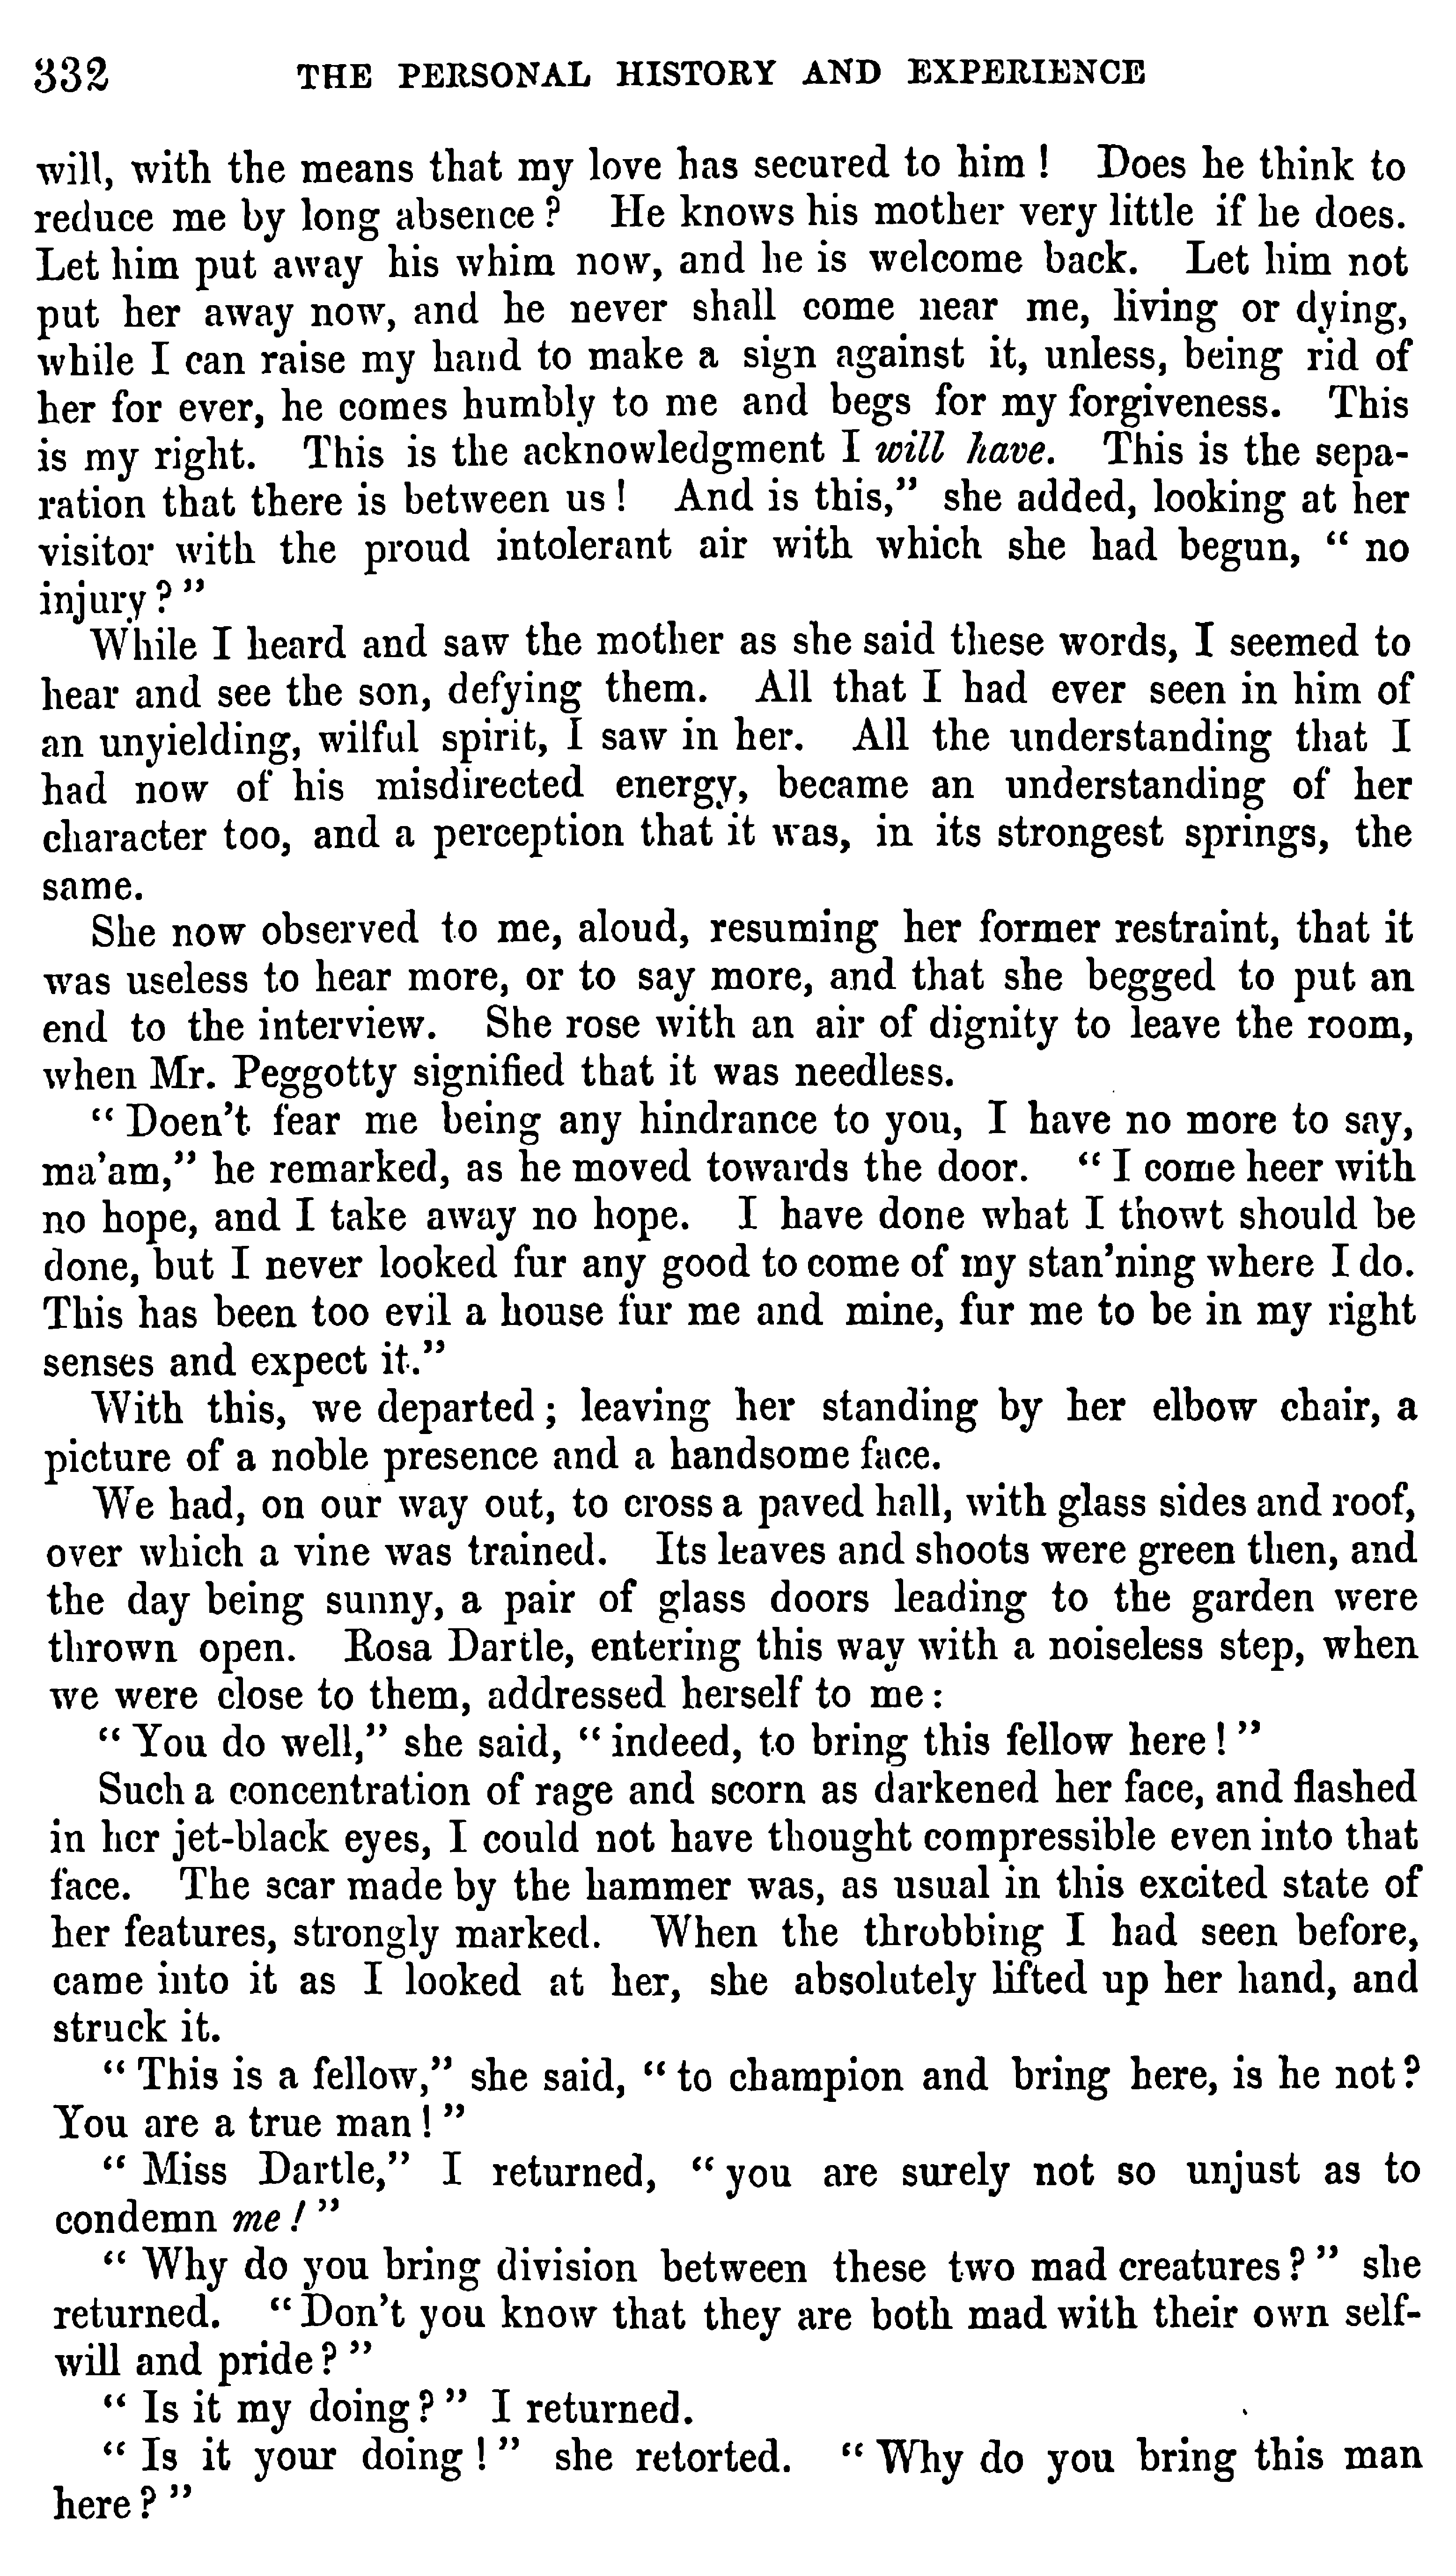 332 THE PERSONAL HISTORY AND EXPERIENCE
will, with the means that my love has secured to him ! Does he think to
reduce me by long absence ? He knows his mother very little if he does.
Let him put away his whim now, and he is welcome back. Let him not
put her away now, and he never shall come near me, living or dying,
while I can raise my hand to make a sign against it, unless, being rid of
her for ever, he comes humbly to me and begs for my forgiveness. This
is my right. This is the acknowledgment I will have. This is the sepa-
ration that there is between us ! And is this,” she added, looking at her
visitor with the proud intolerant air with which she had begun, “ no
injury ? ”
While I heard and saw the mother as she said these words, I seemed to
hear and see the son, defying them. All that I had ever seen in him of
an unyielding, wilful spirit, I saw in her. All the understanding that I
had now of his misdirected energy, became an understanding of her
character too, and a perception that it was, in its strongest springs, the
same.
She now observed to me, aloud, resuming her former restraint, that it
was useless to hear more, or to say more, and that she begged to put an
end to the interview. She rose with an air of dignity to leave the room,
when Mr. Peggotty signified that it was needless.
“ Doen’t fear me being any hindrance to you, I have no more to say,
ma’am,” he remarked, as he moved towards the door. “ I come heer with
no hope, and I take away no hope. I have done what I thowt should be
done, but I never looked fur any good to come of my stan’ning where I do.
This has been too evil a house fur me and mine, fur me to be in my right
senses and expect it.”
With this, we departed ; leaving her standing by her elbow chair, a
picture of a noble presence and a handsome face.
We had, on our way out, to cross a paved hall, with glass sides and roof,
over which a vine was trained. Its leaves and shoots were green then, and
the day being sunny, a pair of glass doors leading to the garden were
thrown open. Rosa Dartle, entering this way with a noiseless step, when
we were close to them, addressed herself to me :
“ You do well,” she said, “ indeed, to bring this fellow here ! ”
Such a concentration of rage and scorn as darkened her face, and flashed
in her jet-black eyes, I could not have thought compressible even into that
face. The scar made by the hammer was, as usual in this excited state of
her features, strongly marked. When the throbbing I had seen before,
came into it as I looked at her, she absolutely lifted up her hand, and
struck it.
“ This is a fellow,” she said, “ to champion and bring here, is he not ?
You are a true man ! ”
“ Miss Dartle,” I returned, “ you are surely not so unjust as to
condemn me ! ”
“ Why do you bring division between these two mad creatures ? ” she
returned. “ Don’t you know that they are both mad with their own self-
will and pride ? ”
“ Is it my doing ? ” I returned.
“ Is it your doing ! ” she retorted. “ Why do you bring this man
here ? ”